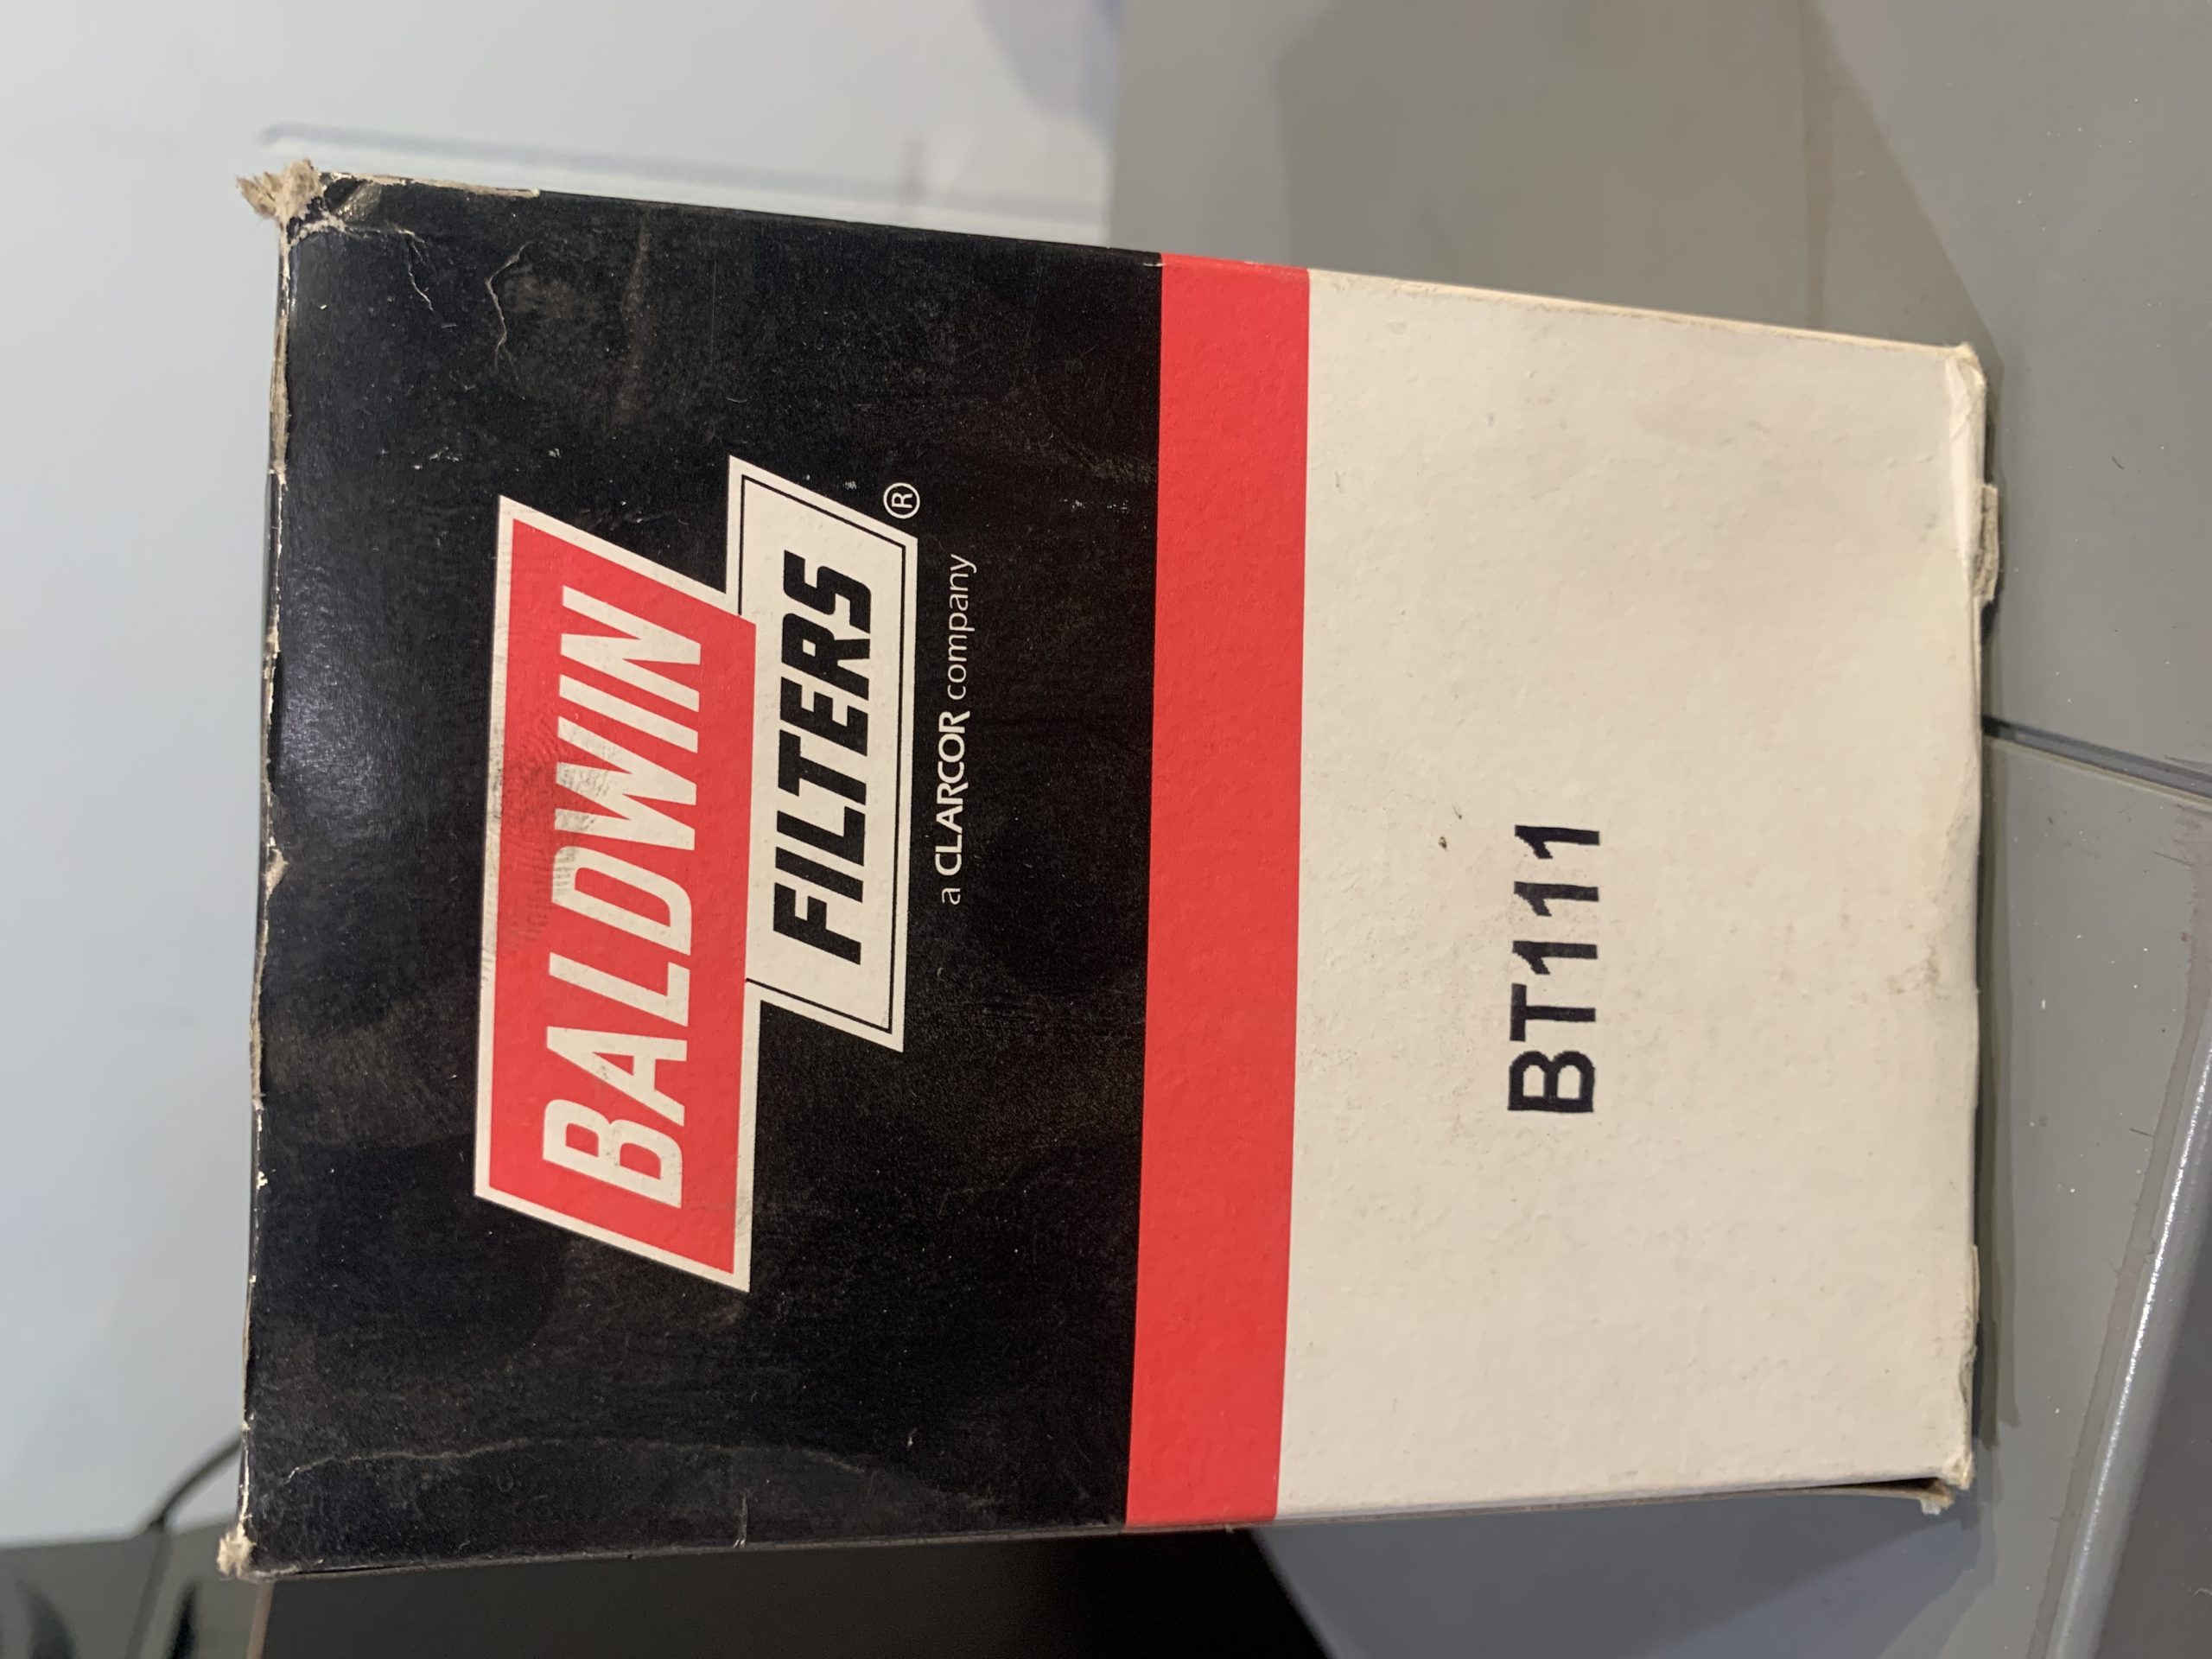 BALDWIN
FILTERS®
a CLARCOR company
BT111